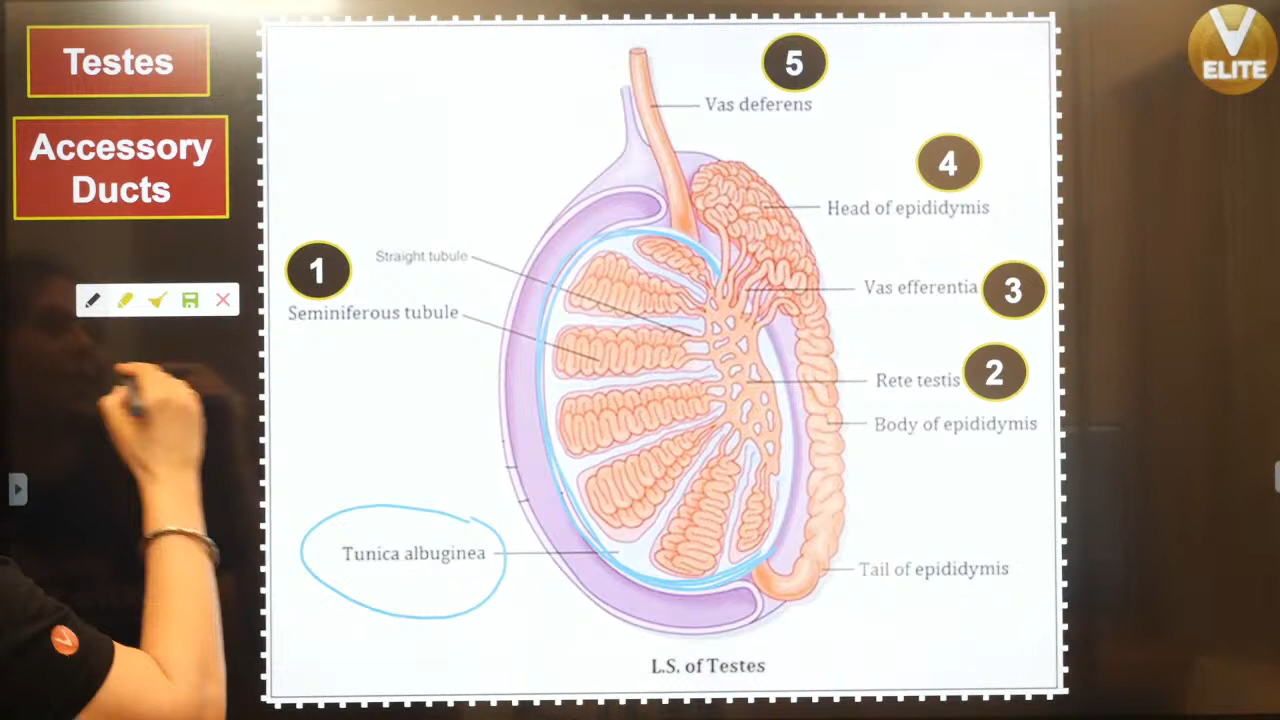 Testes
Accessory
Ducts
V
ELITE
5
Vas deferens
4
Head of epididymis
1
Straight tubule
Seminiferous tubule
Vas efferentia
3
Rete testis
2
Body of epididymis
Tunica albuginea
Tail of epididymis
L.S. of Testes
V